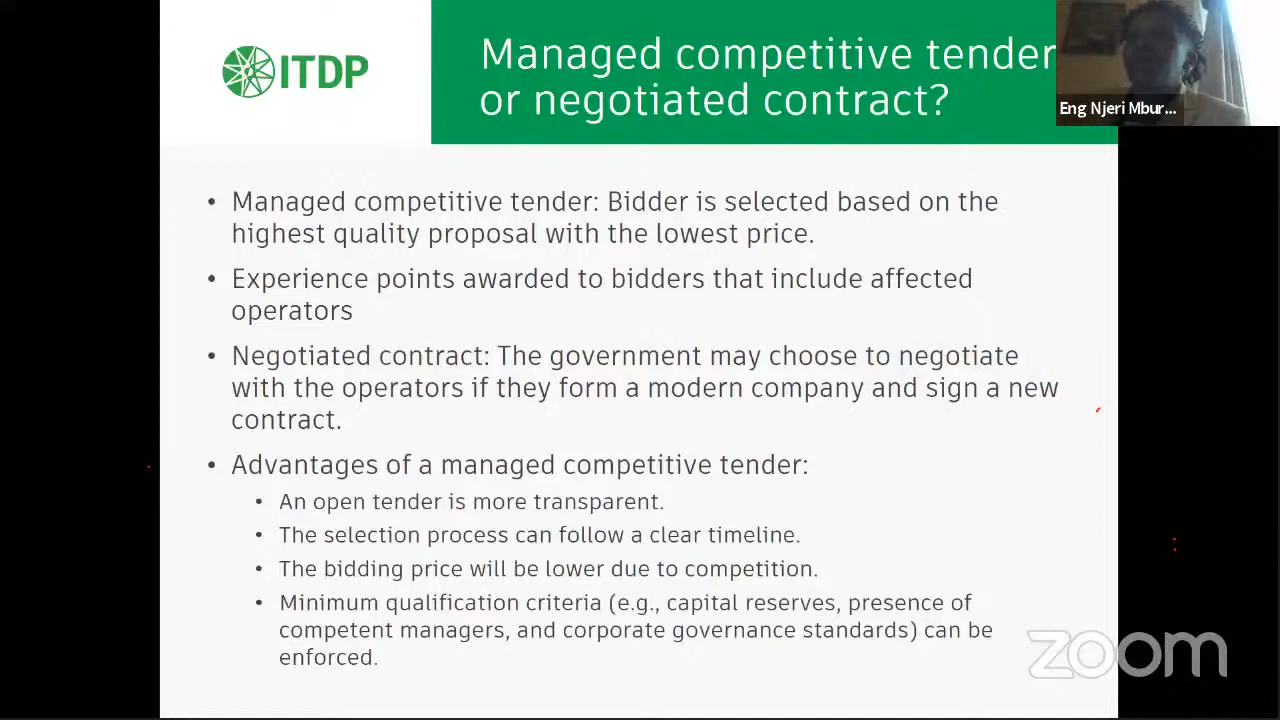 ITDP
Managed competitive tender
or negotiated contract?
Eng Njeri Mbur...
• Managed competitive tender: Bidder is selected based on the
highest quality proposal with the lowest price.
• Experience points awarded to bidders that include affected
operators
• Negotiated contract: The government may choose to negotiate
with the operators if they form a modern company and sign a new
contract.
• Advantages of a managed competitive tender:
• An open tender is more transparent.
• The selection process can follow a clear timeline.
• The bidding price will be lower due to competition.
• Minimum qualification criteria (e.g., capital reserves, presence of
competent managers, and corporate governance standards) can be
enforced.
zoom